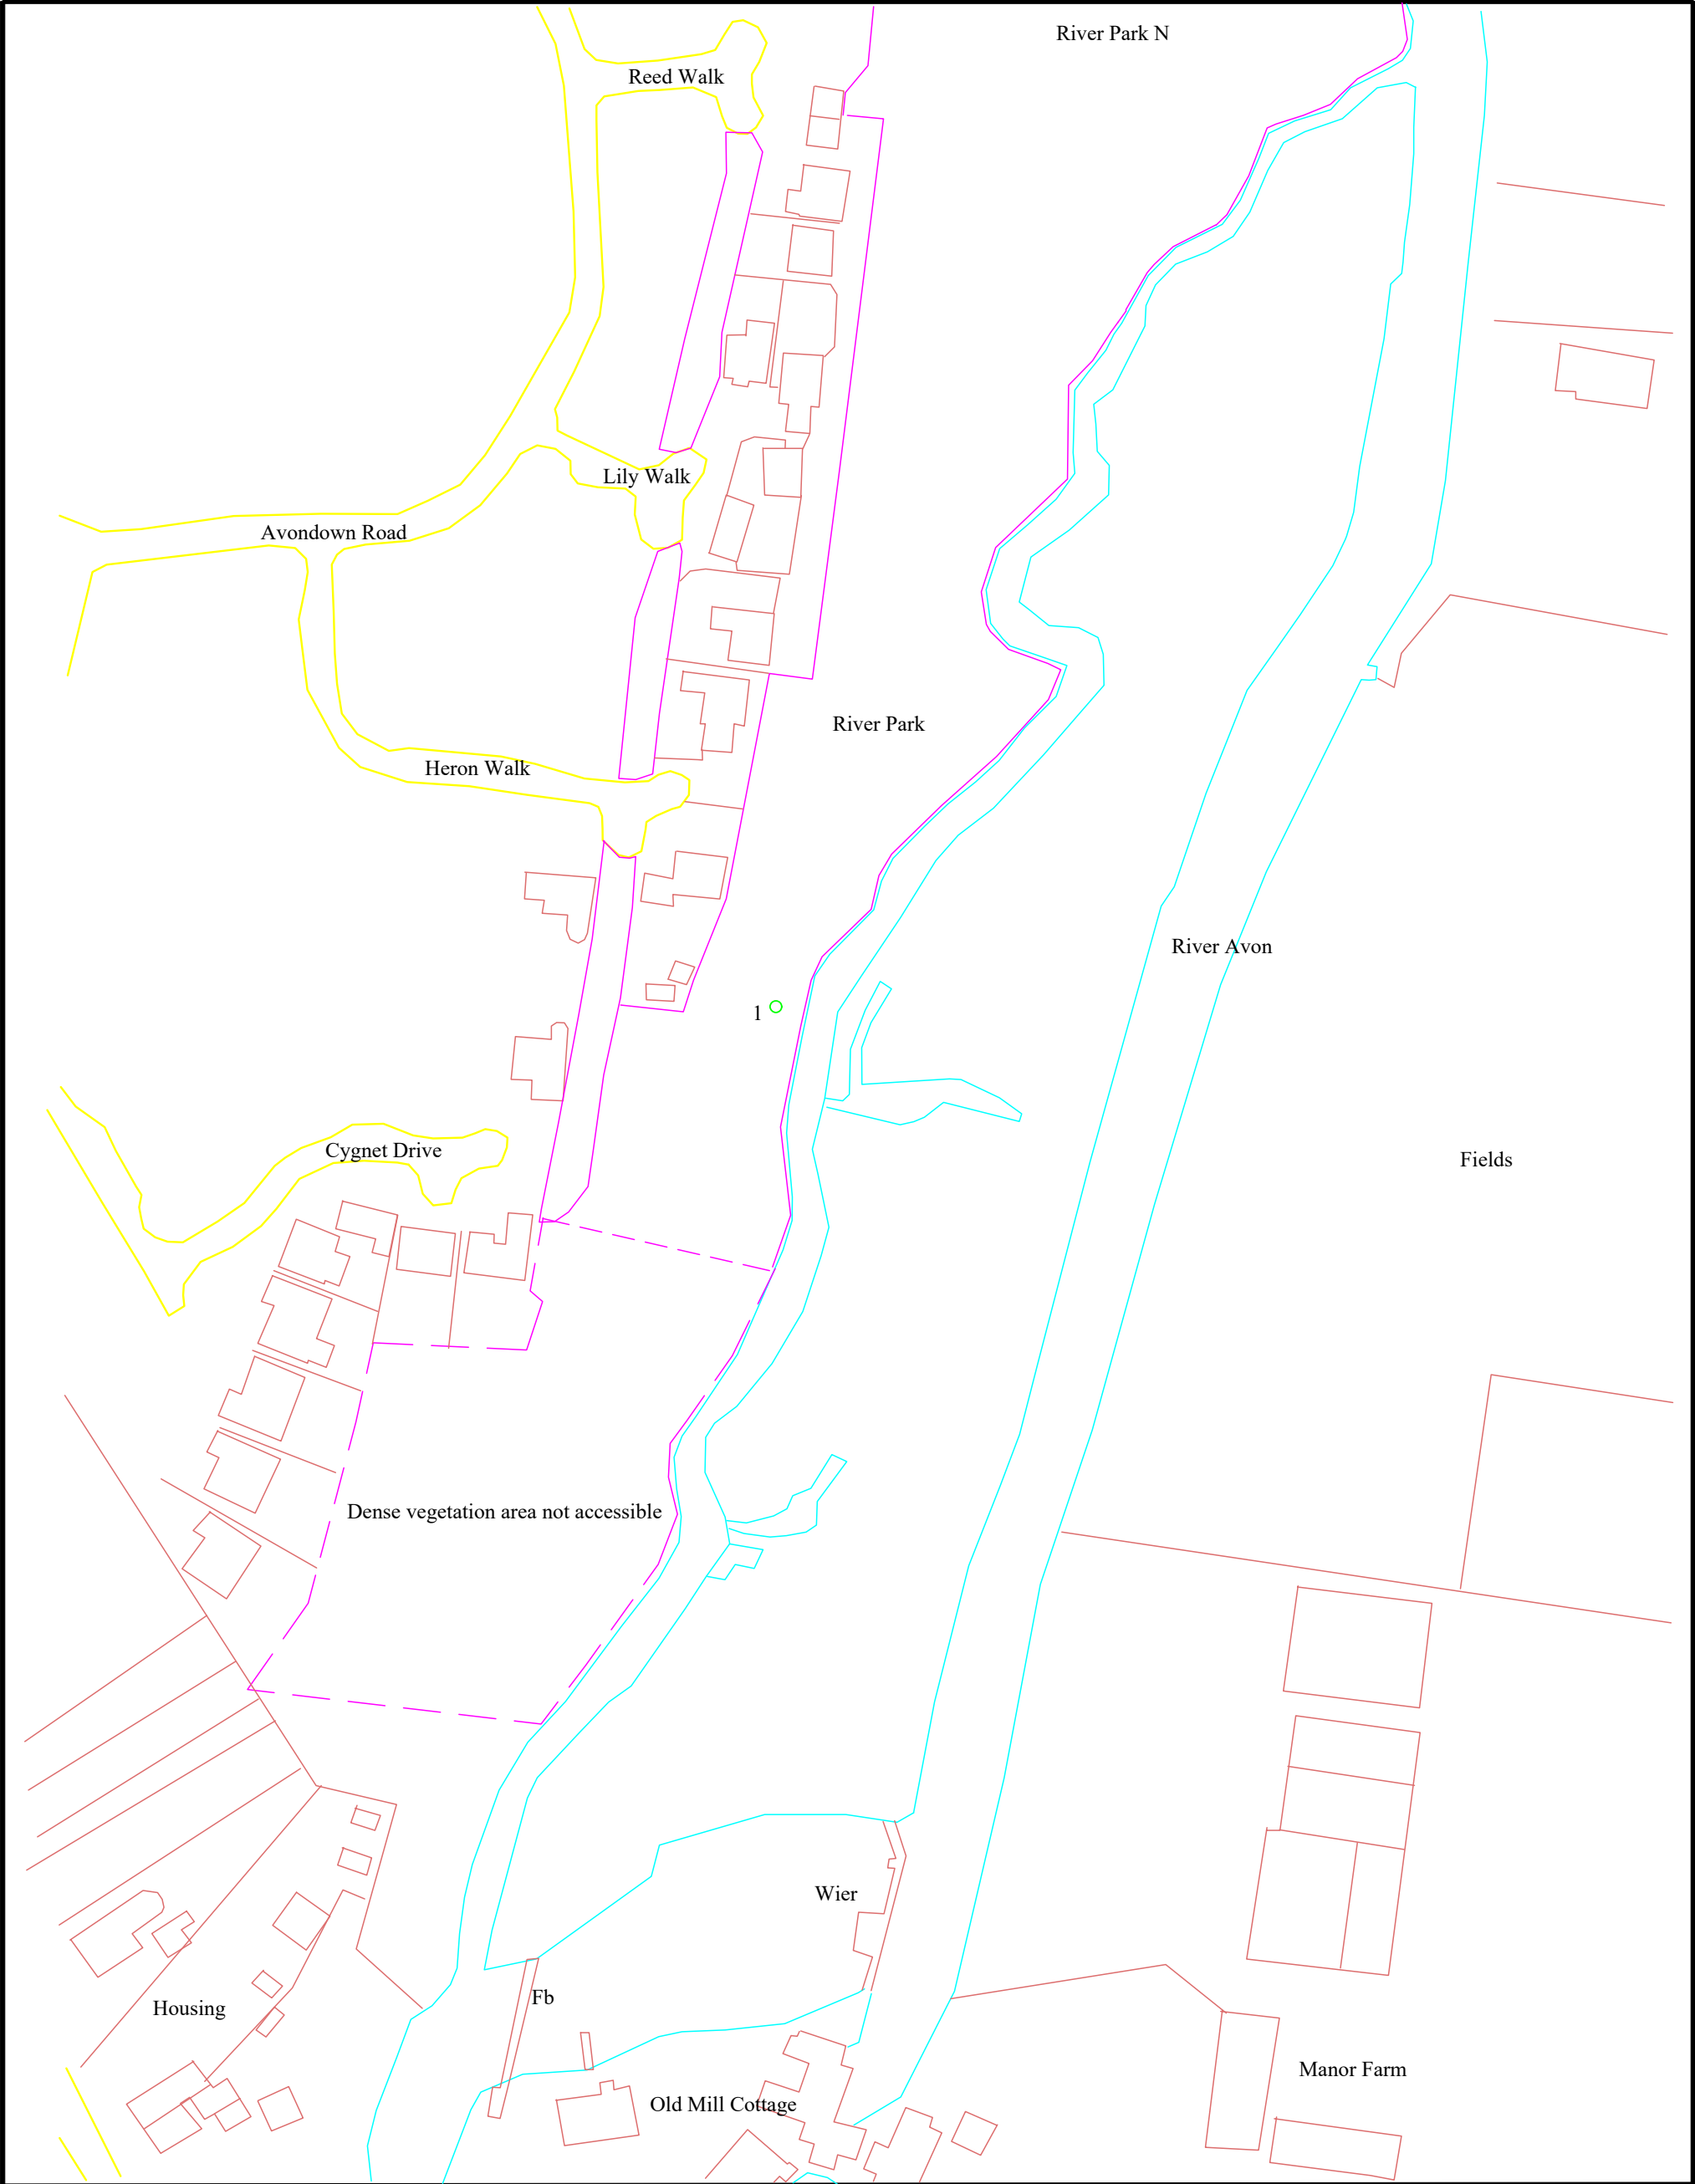 River Park N
Reed Walk
Lily Walk
Avondown Road
River Park
Heron Walk
River Avon
1
Cygnet Drive
Fields
Dense vegetation area not accessible
Wier
Fb
Housing
Manor Farm
Old Mill Cottage